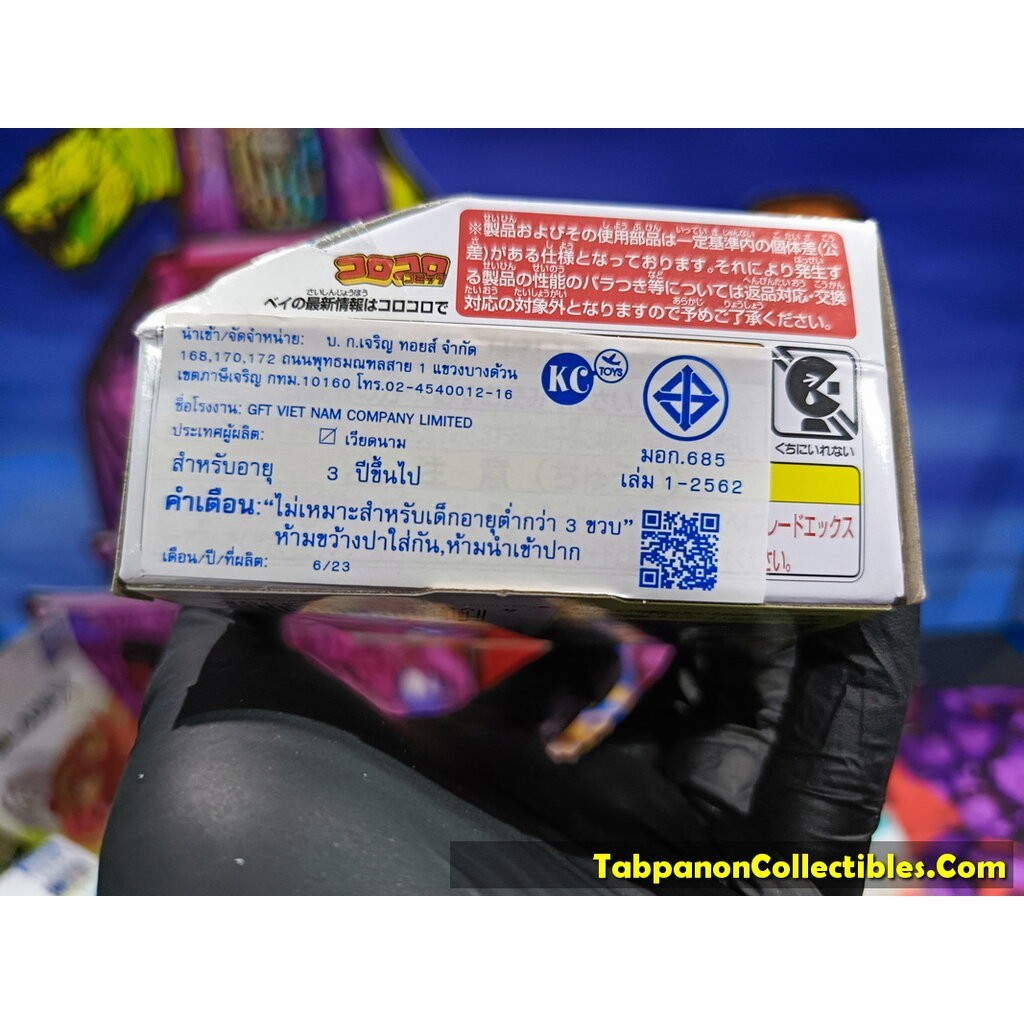 ※製品およびその使用部品は一定基準内の個体差(公
差)がある仕様となっております。それにより発生す
る製品の性能のバラつき等については返品対応・交換
対応の対象外となりますので予めご了承ください。
コロコロ
コミック
さいしんじょうほう
ベイの最新情報はコロコロで
นำเข้า/จัดจำหน่าย: บ. ก.เจริญ ทอยส์ จำกัด
168,170,172 ถนนพุทธมณฑลสาย 1 แขวงบางด้วน
เขตภาษีเจริญ กทม.10160 โทร.02-4540012-16
KC
TOYS
ชื่อโรงงาน: GFT VIET NAM COMPANY LIMITED
ประเทศผู้ผลิต: ☑ เวียดนาม
สำหรับอายุ 3 ปีขึ้นไป
มอก.685
เล่ม 1-2562
คำเตือน:“ไม่เหมาะสำหรับเด็กอายุต่ำกว่า 3 ขวบ”
ห้ามขว้างปาใส่กัน,ห้ามนำเข้าปาก
เดือน/ปี/ที่ผลิต: 6/23
くちにいれない
レードエックス
さい。
TabpanonCollectibles.Com